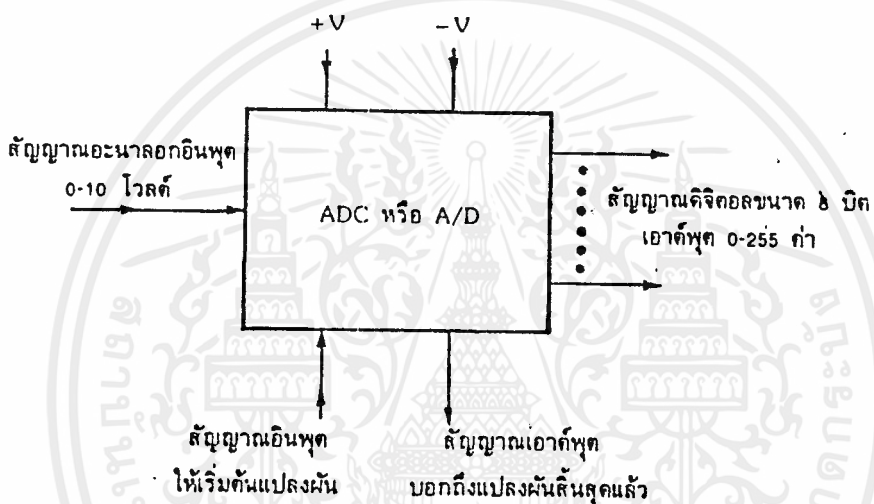 +V
-V
สัญญาณอะนาลอกอินพุต
0-10 โวลต์
ADC หรือ A/D
สัญญาณดิจิตอลขนาด 8 บิต
เอาต์พุต 0-255 ค่า
สัญญาณอินพุต
ให้เริ่มต้นแปลงผัน
สัญญาณเอาต์พุต
บอกถึงแปลงผันสิ้นสุดแล้ว